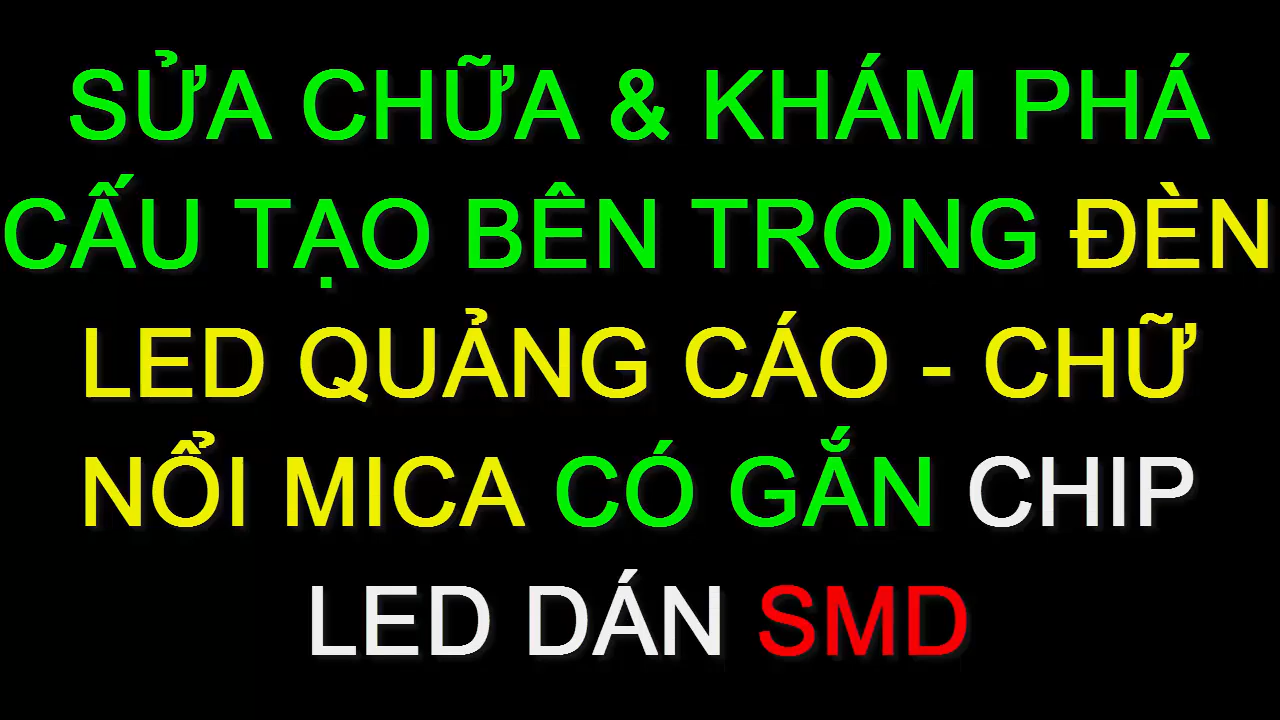 SỬA CHỮA & KHÁM PHÁ
CẤU TẠO BÊN TRONG ĐÈN
LED QUẢNG CÁO - CHỮ
NỔI MICA CÓ GẮN CHIP
LED DÁN SMD